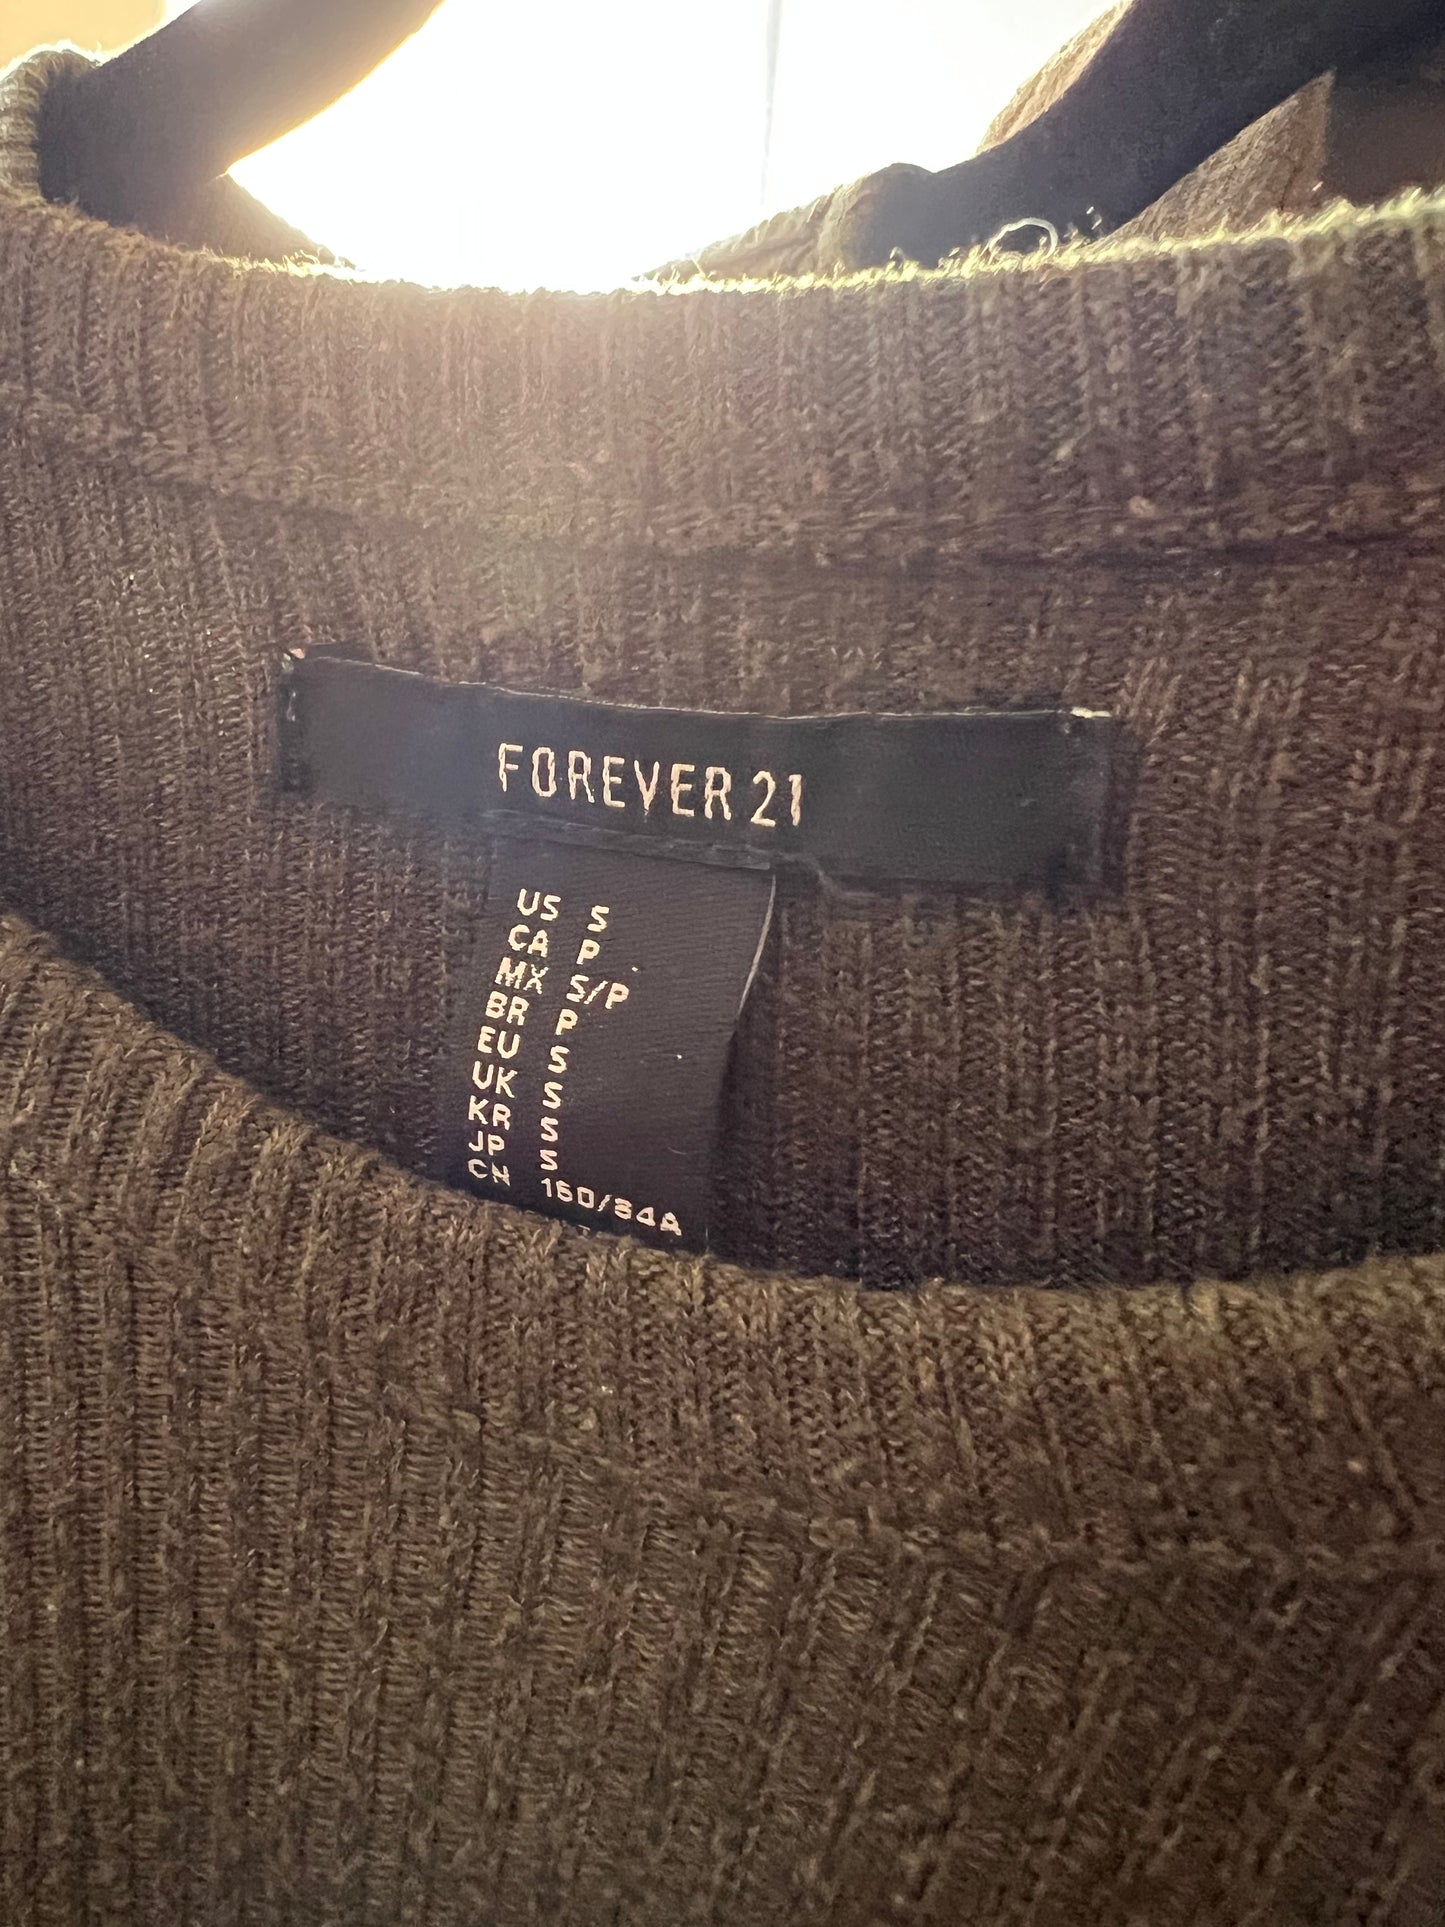 FOREVER 21
US S
CA P
MX S/P
BR P
EU S
UK S
KR S
JP S
CN 160/84A